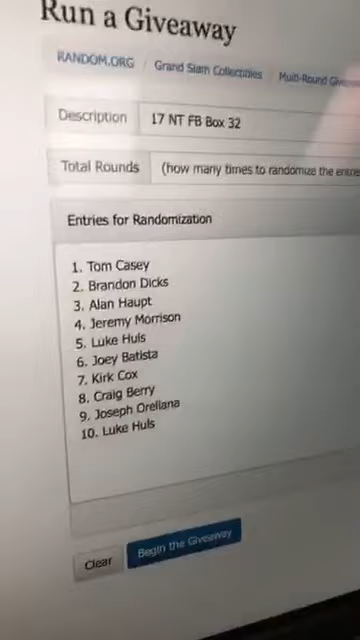 Run a Giveaway
RANDOM.ORG / Grand Slam Collectibles / Multi-Round
Description 17 NT FB Box 32
Total Rounds (how many times to randomize the
Entries for Randomization
1. Tom Casey
2. Brandon Dicks
3. Alan Haupt
4. Jeremy Morrison
5. Luke Huls
6. Joey Batista
7. Kirk Cox
8. Craig Berry
9. Joseph Orellana
10. Luke Huls
Clear Begin the Giveaway